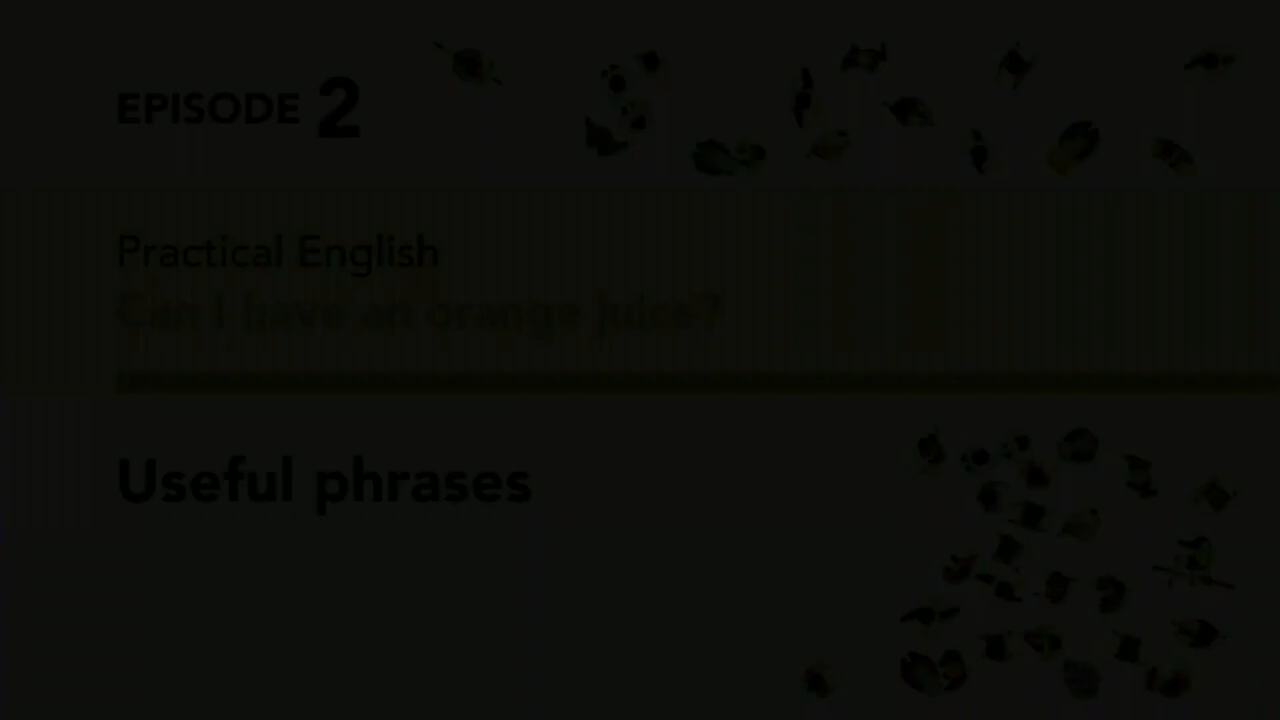 EPISODE 2
Practical English
Can I have an orange juice?
Useful phrases